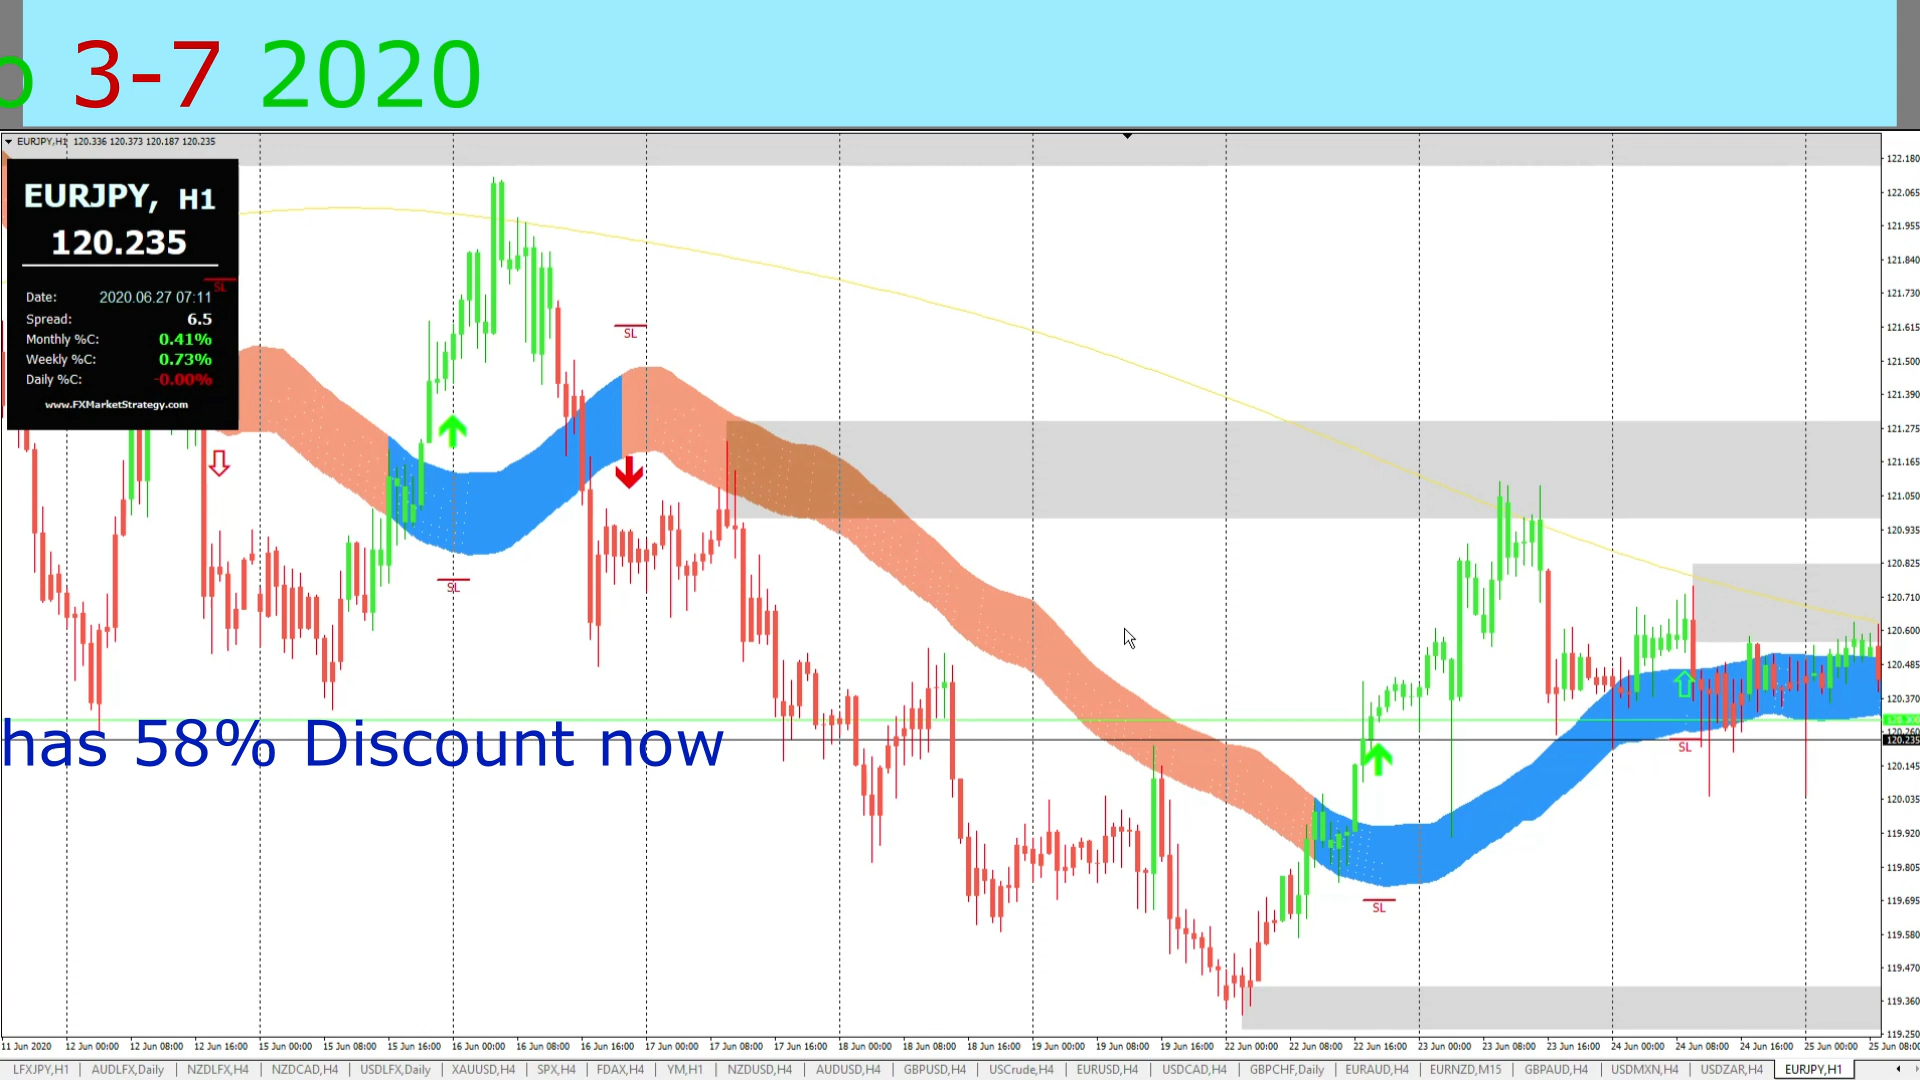 3-7 2020
EURJPY,H1 120.336 120.373 120.187 120.235
EURJPY, H1
120.235
SL
Date: 2020.06.27 07:11
Spread: 6.5
Monthly %C: 0.41%
Weekly %C: 0.73%
Daily %C: -0.00%
www.FXMarketStrategy.com
SL
SL
SL
SL
has 58% Discount now
122.180
122.065
121.955
121.840
121.730
121.615
121.500
121.390
121.275
121.165
121.050
120.935
120.825
120.710
120.600
120.485
120.370
120.260
120.235
120.145
120.035
119.920
119.805
119.695
119.580
119.470
119.360
119.250
11 Jun 2020 12 Jun 00:00 12 Jun 08:00 12 Jun 16:00 15 Jun 00:00 15 Jun 08:00 15 Jun 16:00 16 Jun 00:00 16 Jun 08:00 16 Jun 16:00 17 Jun 00:00 17 Jun 08:00 17 Jun 16:00 18 Jun 00:00 18 Jun 08:00 18 Jun 16:00 19 Jun 00:00 19 Jun 08:00 19 Jun 16:00 22 Jun 00:00 22 Jun 08:00 22 Jun 16:00 23 Jun 00:00 23 Jun 08:00 23 Jun 16:00 24 Jun 00:00 24 Jun 08:00 24 Jun 16:00 25 Jun 00:00 25 Jun 08:00
LFXJPY,H1 AUDLFX,Daily NZDLFX,H4 NZDCAD,H4 USDLFX,Daily XAUUSD,H4 SPX,H4 FDAX,H4 YM,H1 NZDUSD,H4 AUDUSD,H4 GBPUSD,H4 USCrude,H4 EURUSD,H4 USDCAD,H4 GBPCHF,Daily EURAUD,H4 EURNZD,M15 GBPAUD,H4 USDMXN,H4 USDZAR,H4 EURJPY,H1